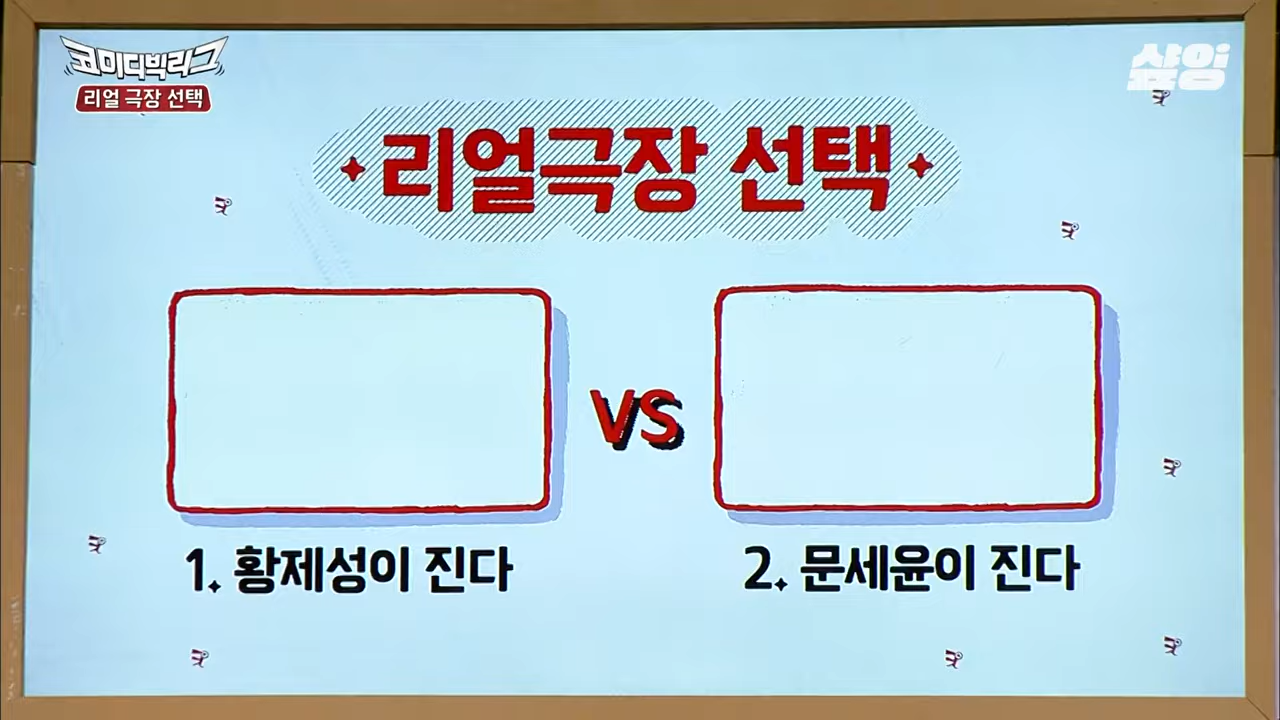 코미디빅리그
리얼 극장 선택
샾잉
리얼극장 선택
VS
1. 황제성이 진다
2. 문세윤이 진다